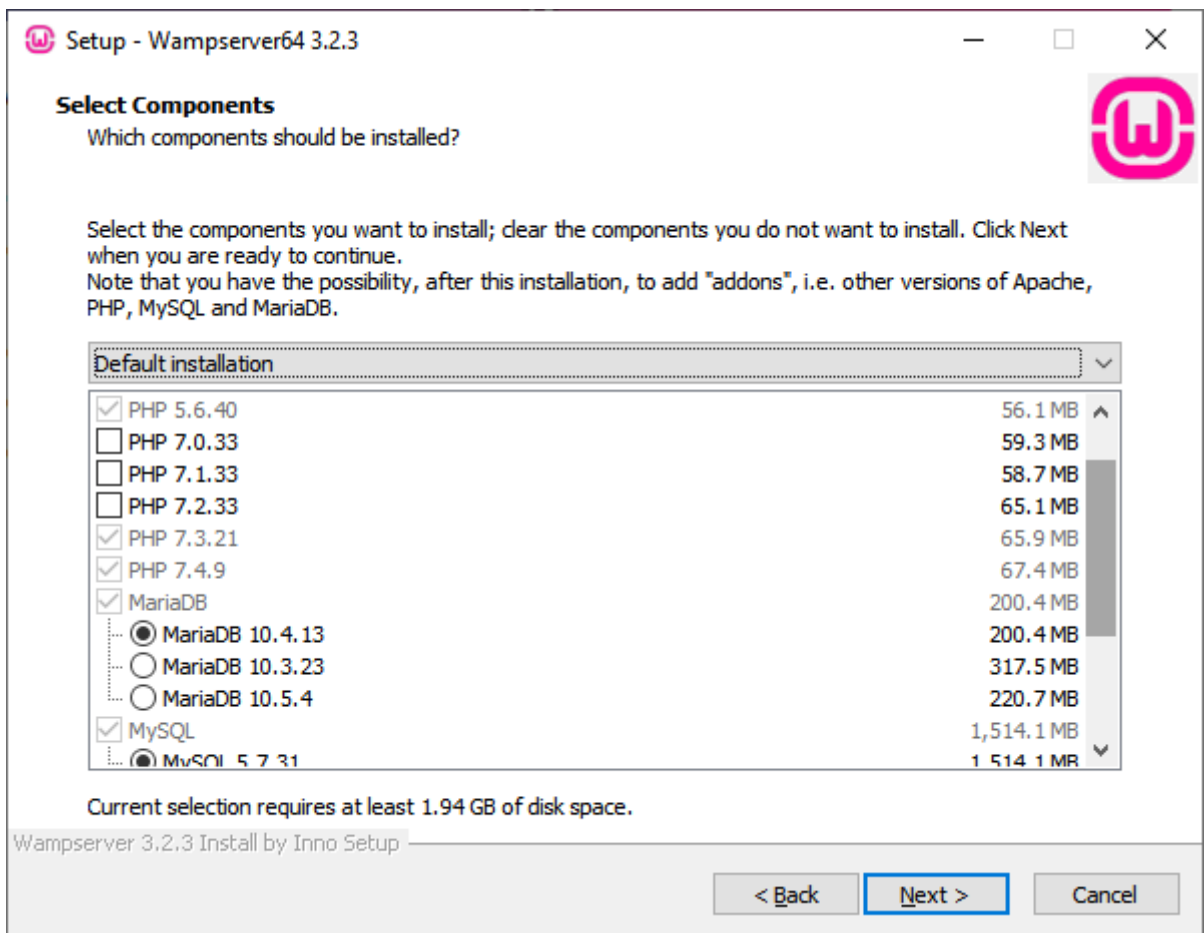 Setup - Wampserver64 3.2.3
Select Components
Which components should be installed?
Select the components you want to install; clear the components you do not want to install. Click Next
when you are ready to continue.
Note that you have the possibility, after this installation, to add "addons", i.e. other versions of Apache,
PHP, MySQL and MariaDB.
Default installation
PHP 5.6.40 56.1 MB
PHP 7.0.33 59.3 MB
PHP 7.1.33 58.7 MB
PHP 7.2.33 65.1 MB
PHP 7.3.21 65.9 MB
PHP 7.4.9 67.4 MB
MariaDB 200.4 MB
MariaDB 10.4.13 200.4 MB
MariaDB 10.3.23 317.5 MB
MariaDB 10.5.4 220.7 MB
MySQL 1,514.1 MB
MySQL 5.7.31 1,514.1 MB
Current selection requires at least 1.94 GB of disk space.
Wampserver 3.2.3 Install by Inno Setup
< Back Next > Cancel